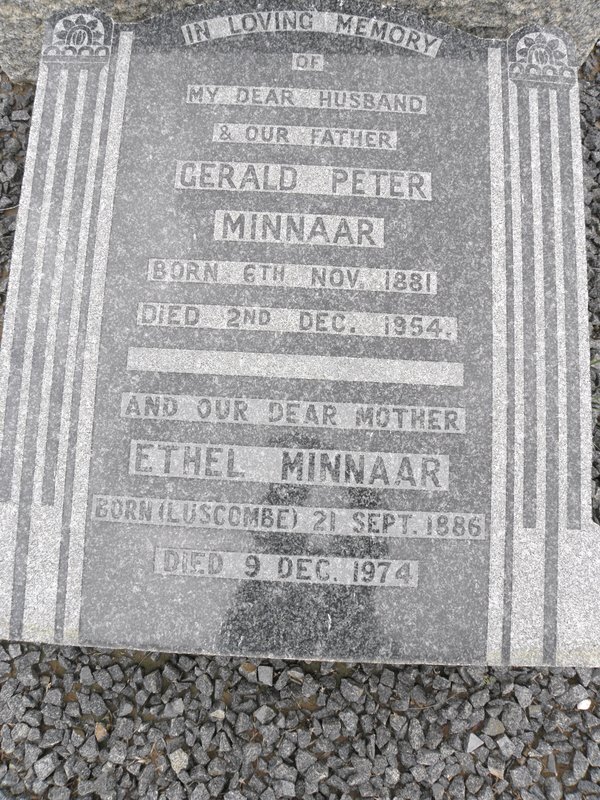 IN LOVING MEMORY
OF
MY DEAR HUSBAND
& OUR FATHER
GERALD PETER
MINNAAR
BORN 6TH NOV. 1881
DIED 2ND DEC. 1954.
AND OUR DEAR MOTHER
ETHEL MINNAAR
BORN (LUSCOMBE) 21 SEPT. 1886
DIED 9 DEC. 1974